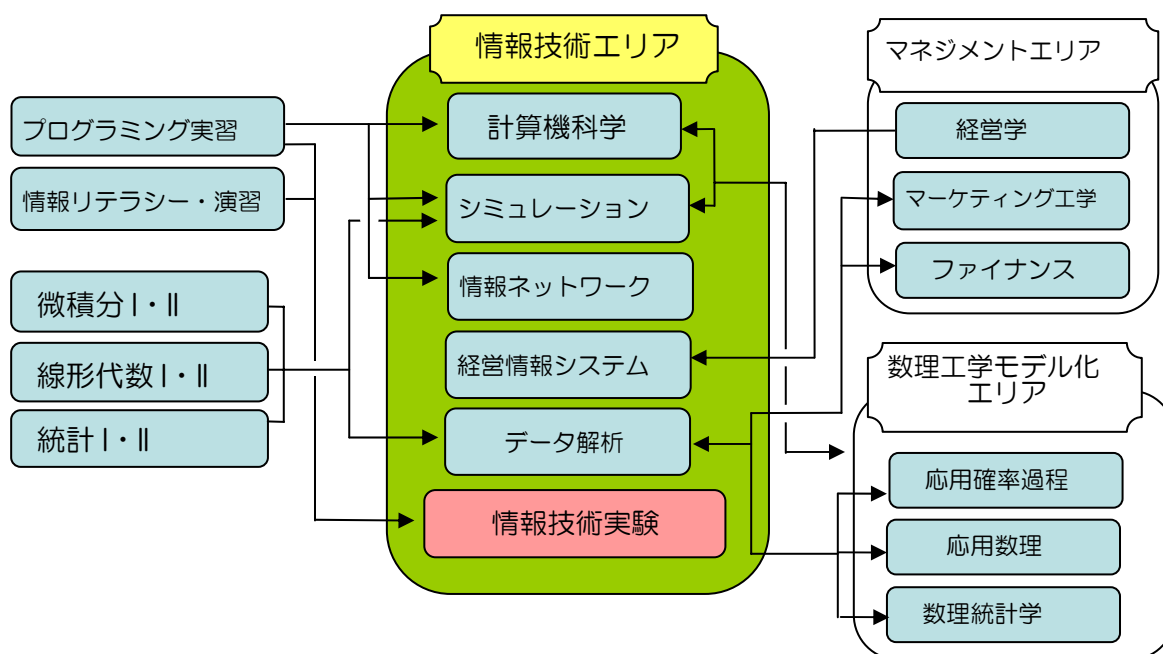 情報技術エリア
マネジメントエリア
プログラミング実習
情報リテラシー・演習
微積分Ⅰ・Ⅱ
線形代数Ⅰ・Ⅱ
統計Ⅰ・Ⅱ
計算機科学
シミュレーション
情報ネットワーク
経営情報システム
データ解析
情報技術実験
経営学
マーケティング工学
ファイナンス
数理工学モデル化
エリア
応用確率過程
応用数理
数理統計学